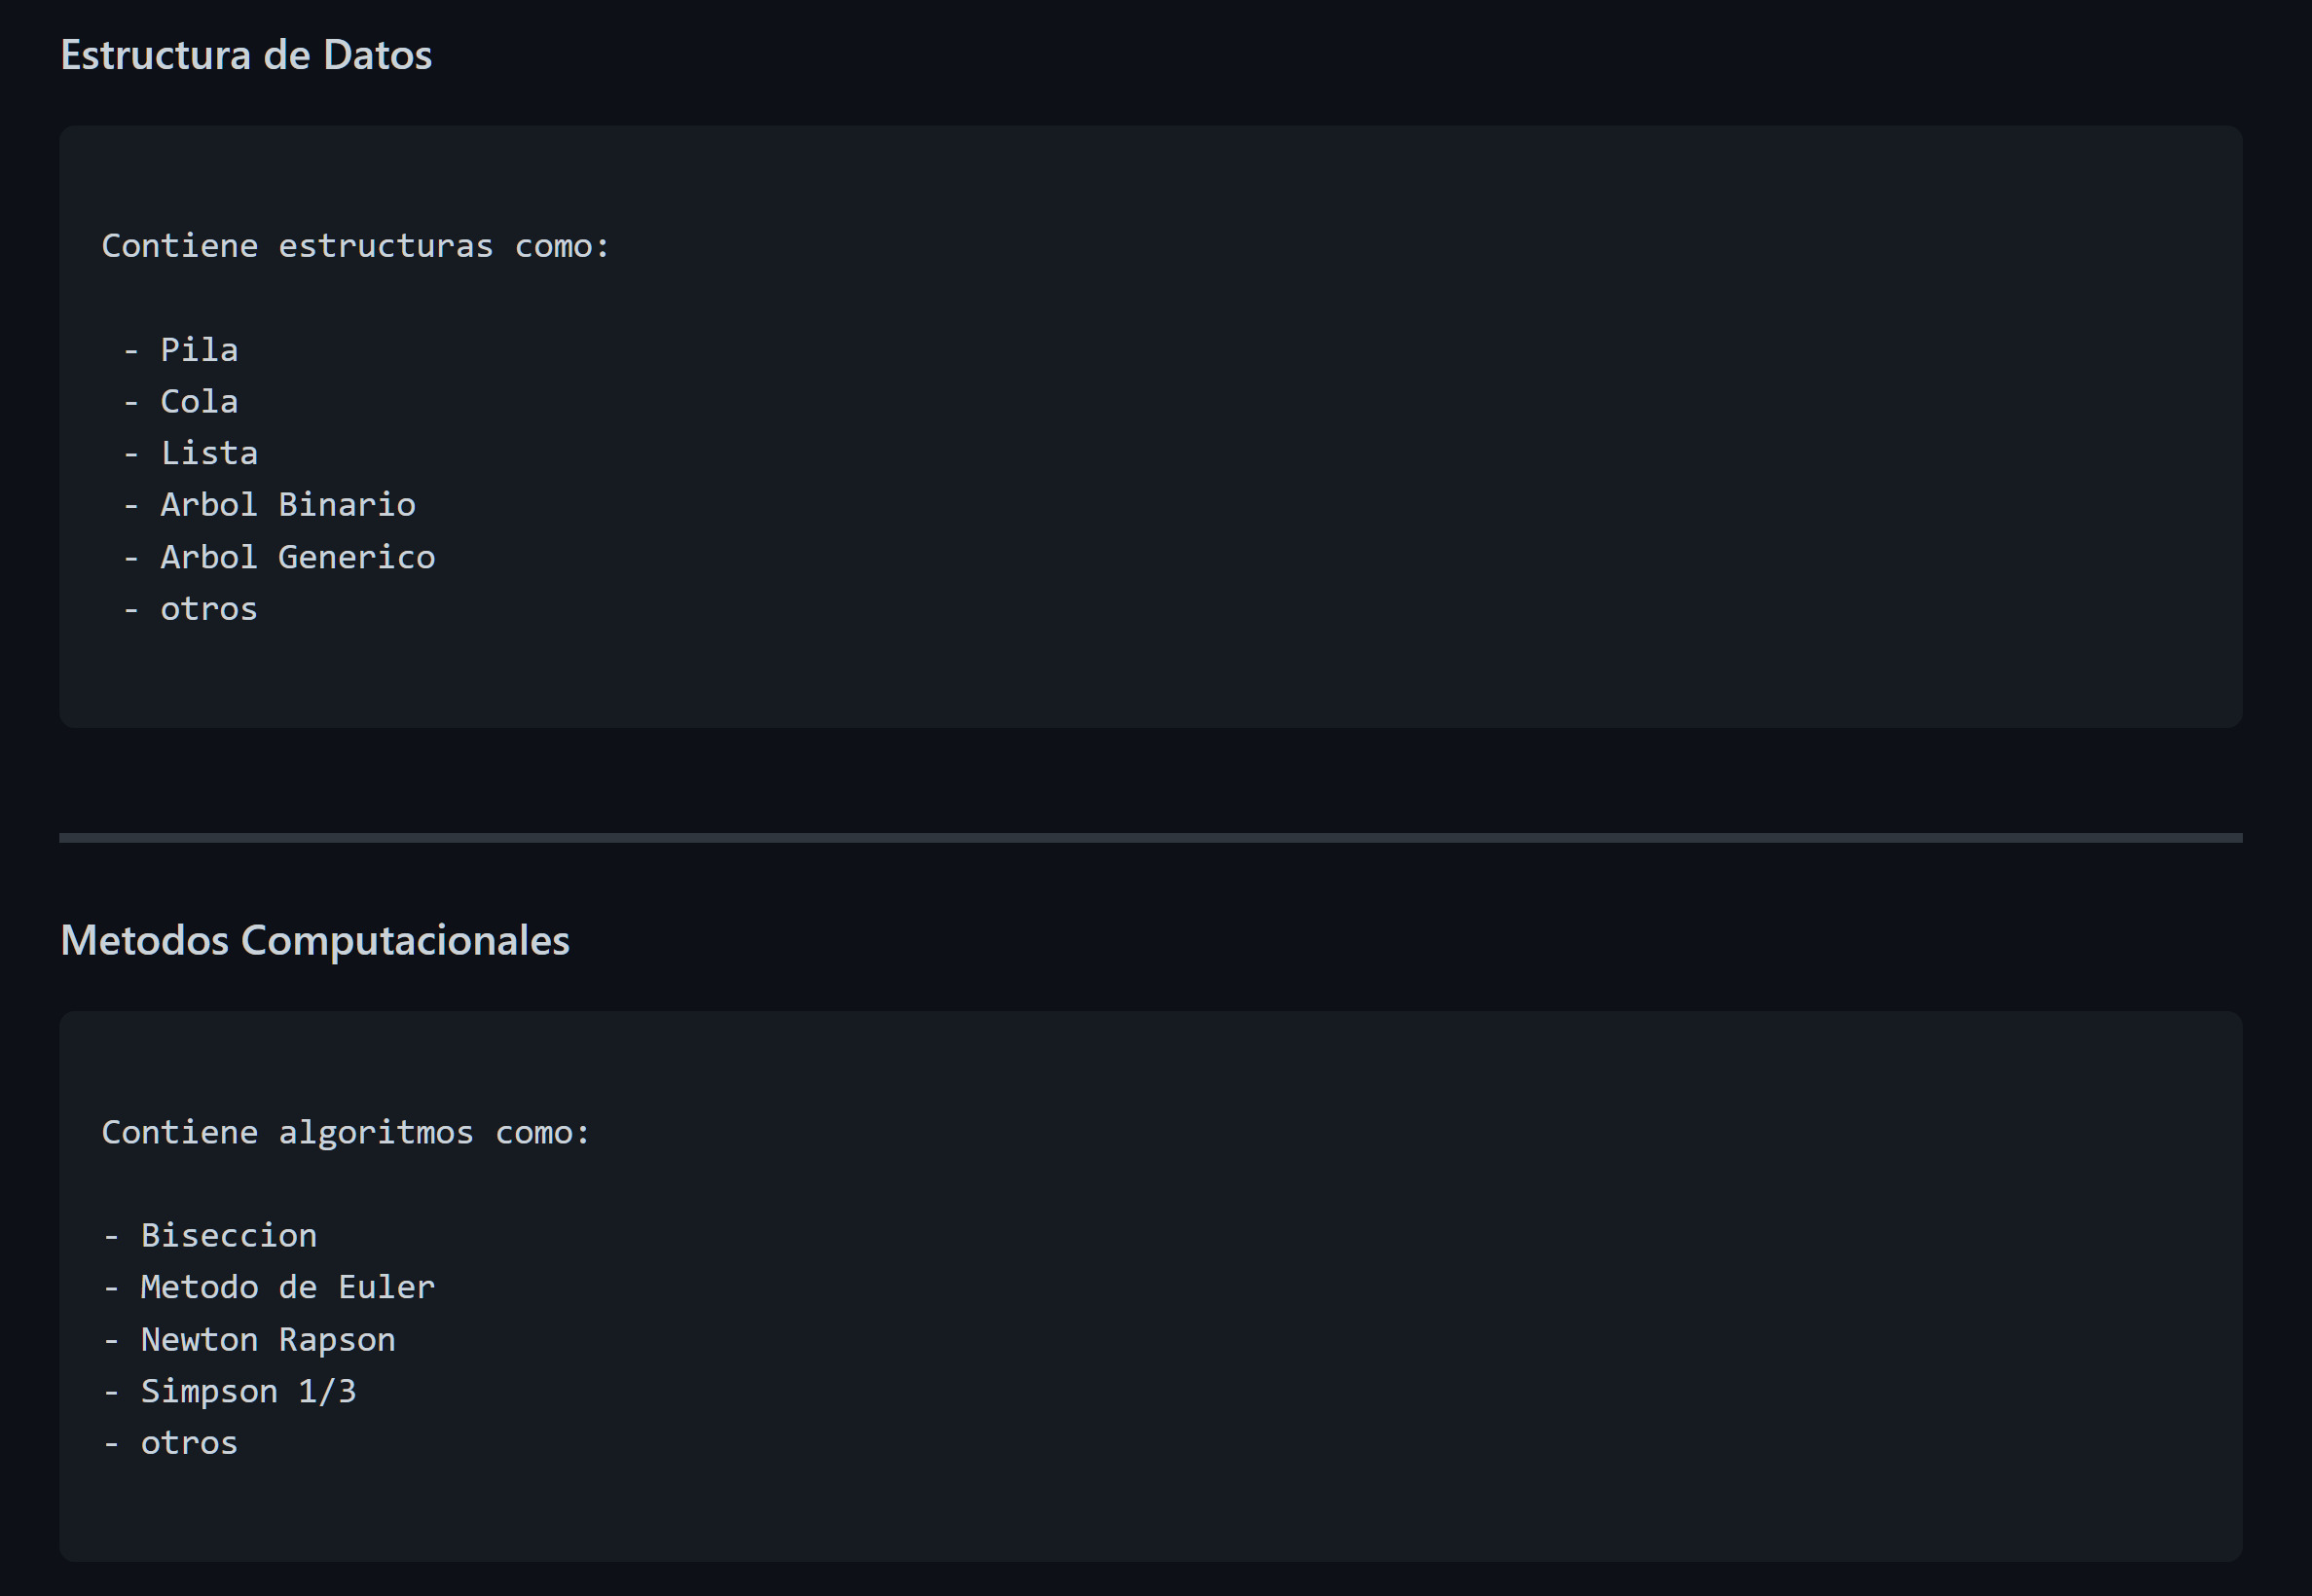 Estructura de Datos
Contiene estructuras como:
- Pila
- Cola
- Lista
- Arbol Binario
- Arbol Generico
- otros
Metodos Computacionales
Contiene algoritmos como:
- Biseccion
- Metodo de Euler
- Newton Rapson
- Simpson 1/3
- otros